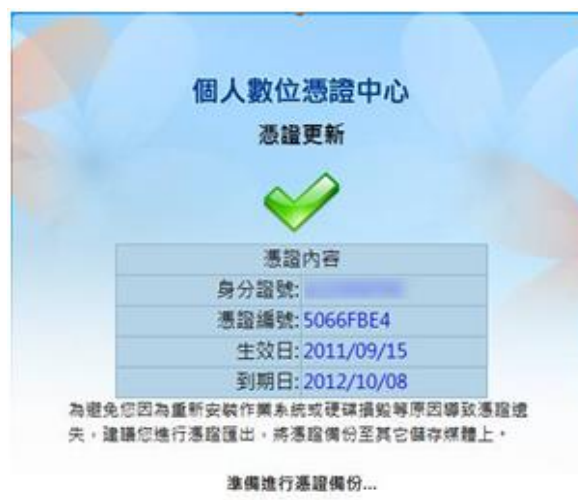 個人數位憑證中心
憑證更新
憑證內容
身分證號:
憑證編號: 5066FBE4
生效日: 2011/09/15
到期日: 2012/10/08
為避免您因為重新安裝作業系統或硬碟損毀等原因導致憑證遺
失，建議您進行憑證匯出，將憑證備份至其它儲存媒體上。
準備進行憑證備份...